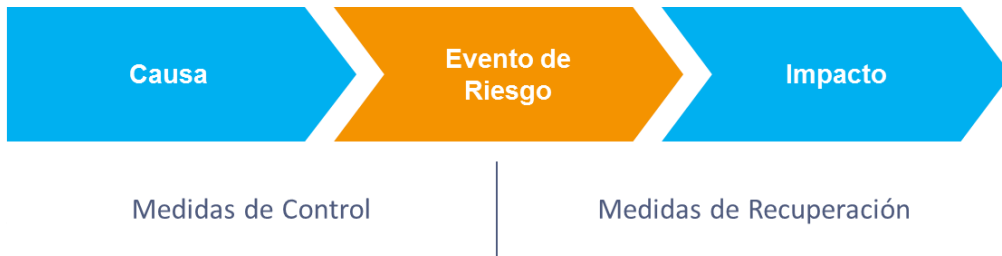 Causa
Evento de
Riesgo
Impacto
Medidas de Control
Medidas de Recuperación